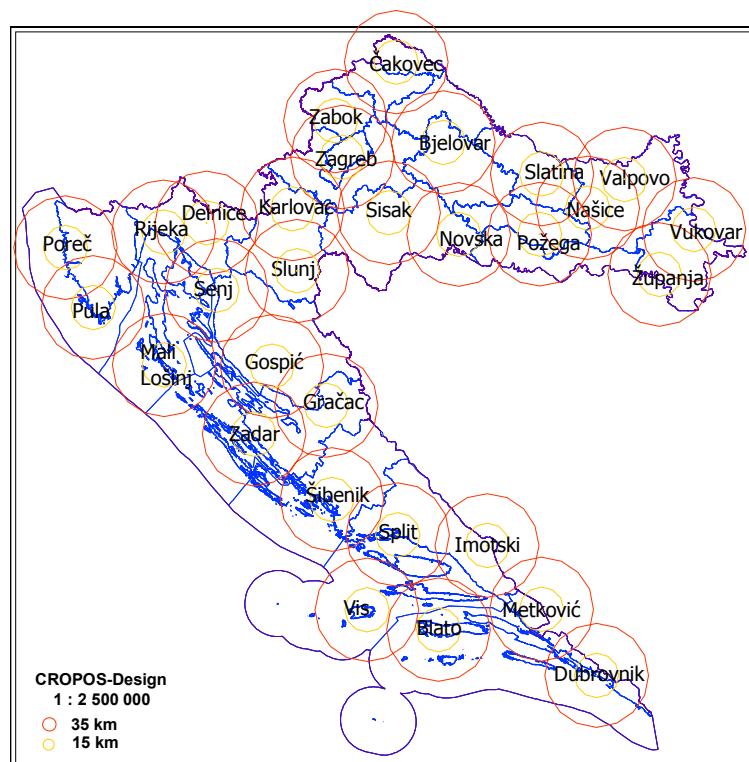 Čakovec
Zabok
Bjelovar
Zagreb
Slatina
Valpovo
Delnice
Karlovac
Sisak
Našice
Rijeka
Poreč
Novska
Požega
Vukovar
Slunj
Županja
Senj
Pula
Mali
Losinj
Gospić
Gračac
Zadar
Šibenik
Split
Imotski
Vis
Metković
Blato
Dubrovnik
CROPOS-Design
1 : 2 500 000
35 km
15 km